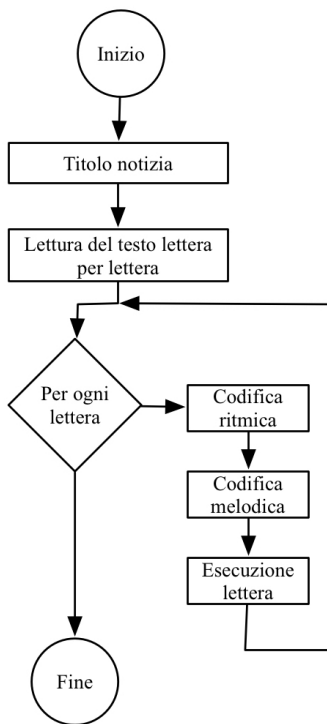 Inizio
Titolo notizia
Lettura del testo lettera
per lettera
Per ogni
lettera
Codifica
ritmica
Codifica
melodica
Esecuzione
lettera
Fine